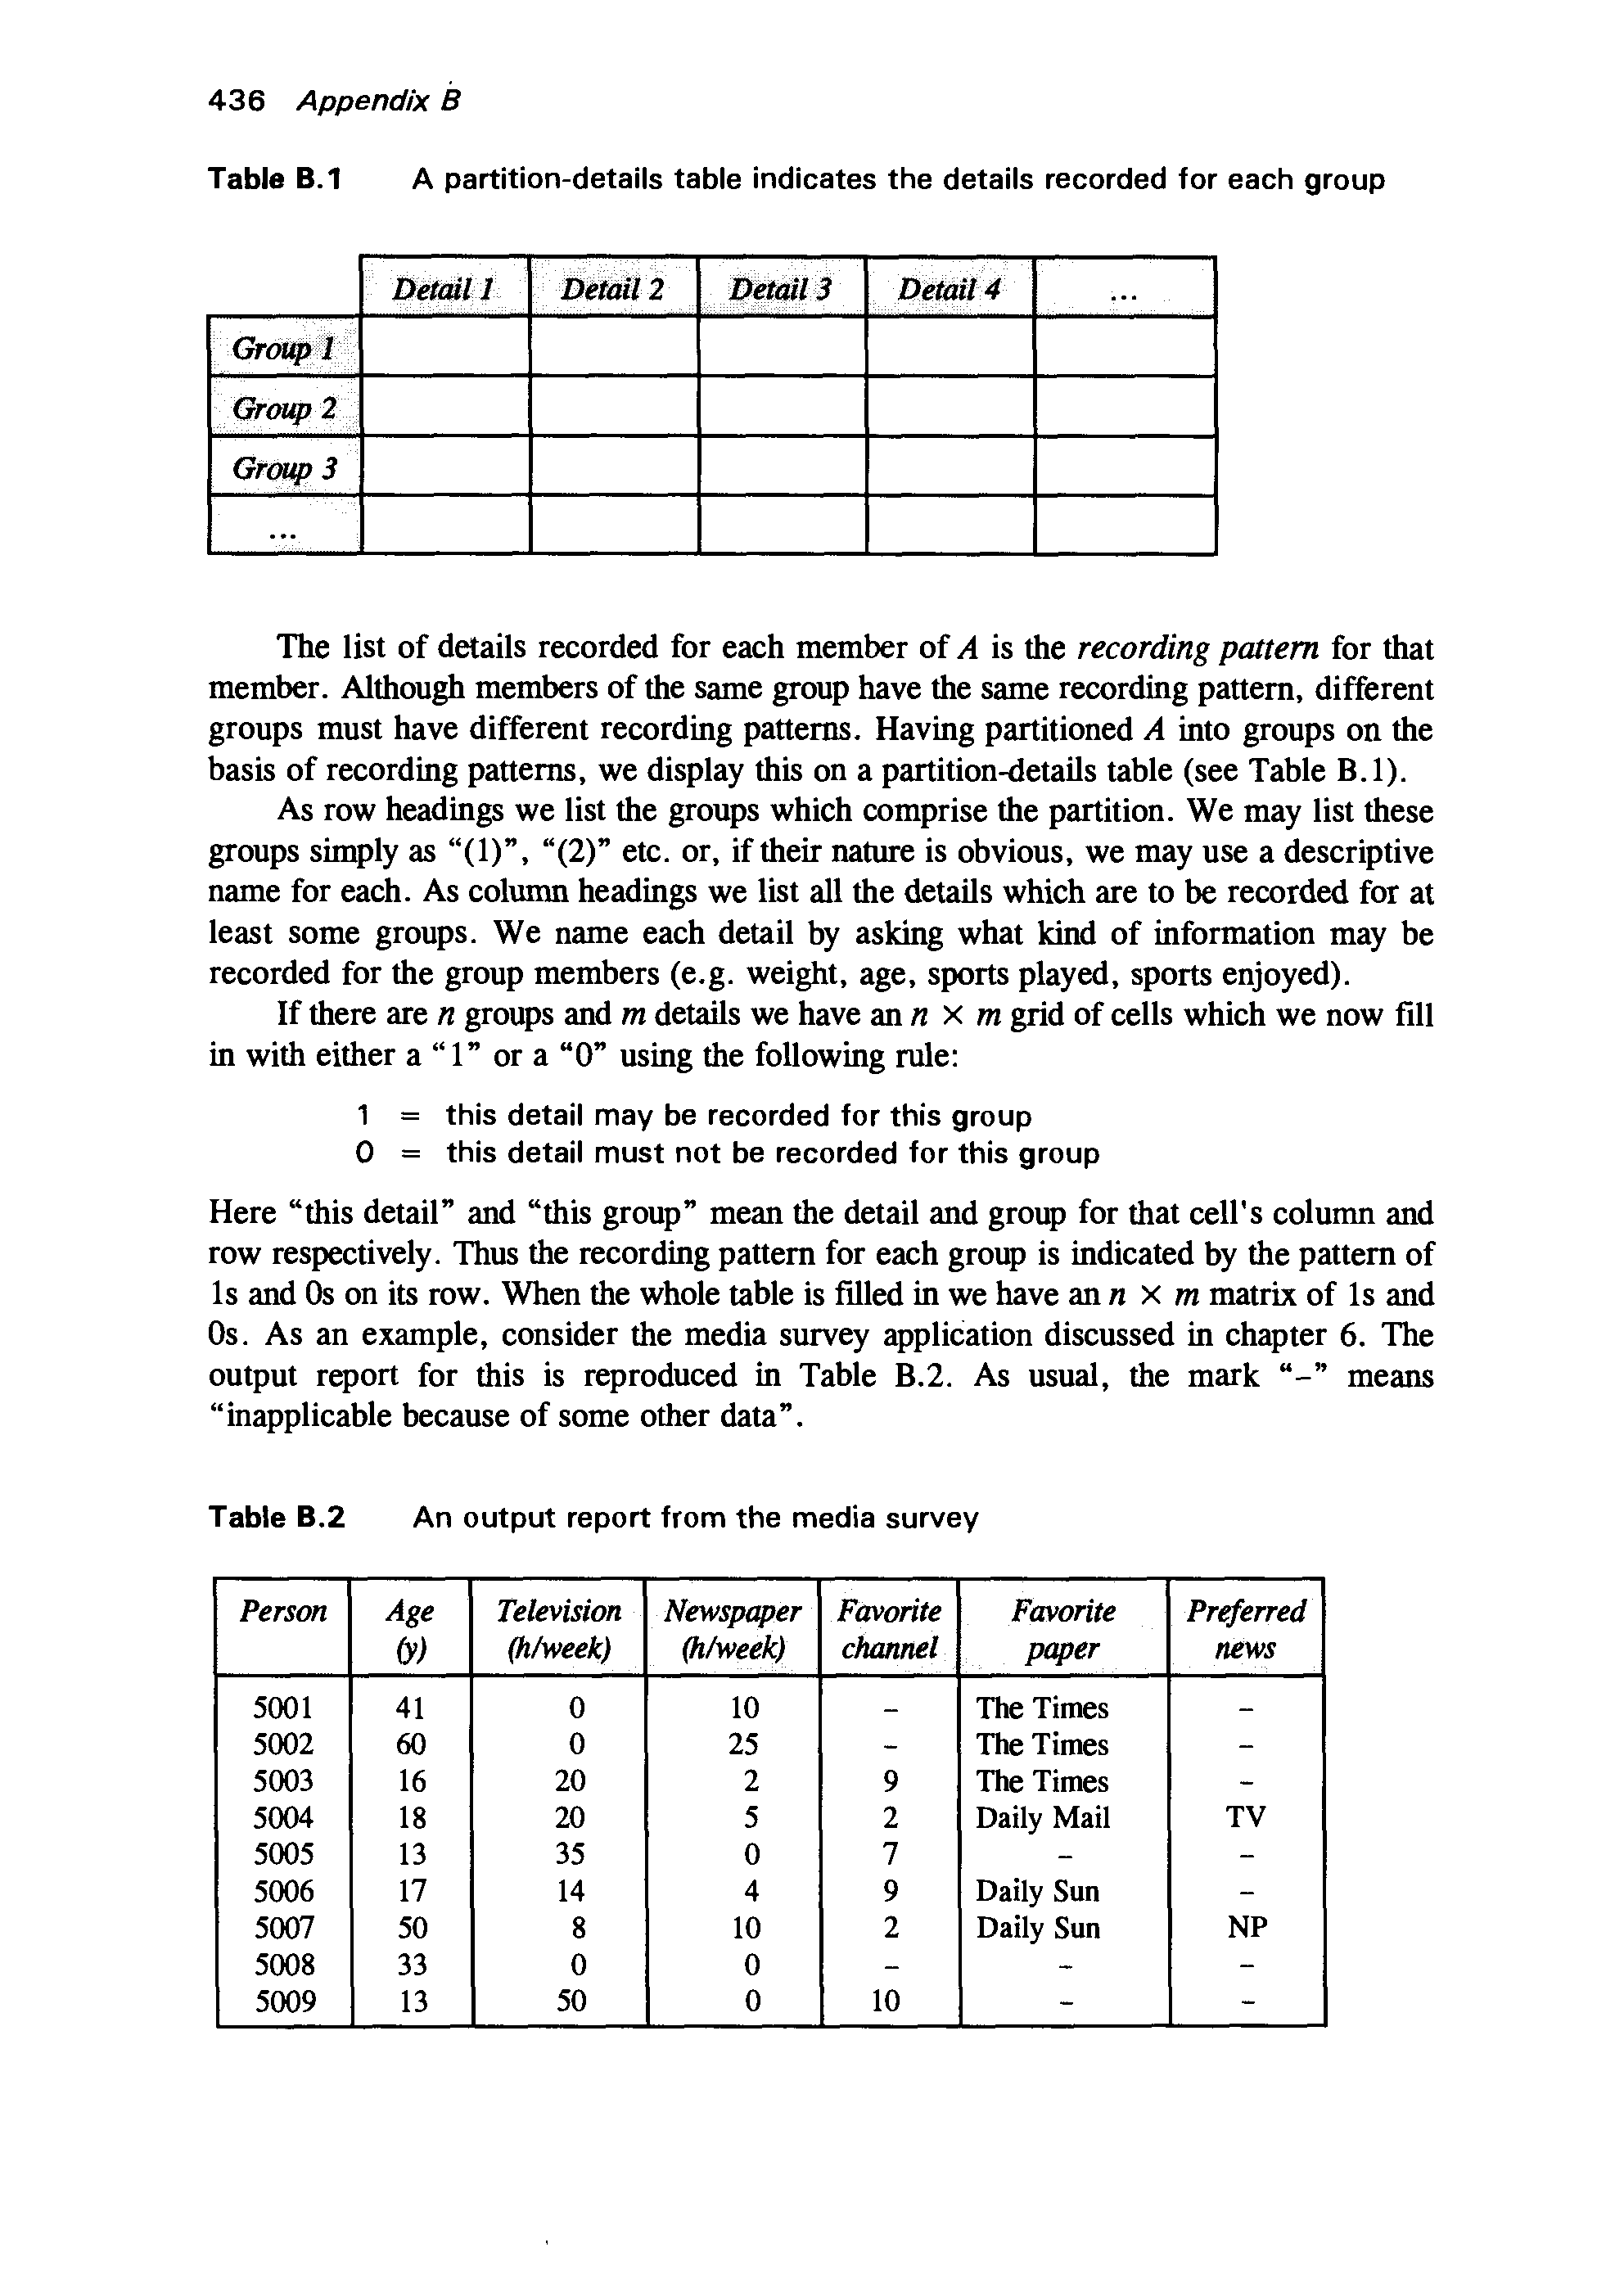 436 Appendix B
Table B.1 A partition-details table indicates the details recorded for each group
Detail 1 Detail 2 Detail 3 Detail 4 ...
Group 1
Group 2
Group 3
...
The list of details recorded for each member of A is the recording pattern for that
member. Although members of the same group have the same recording pattern, different
groups must have different recording patterns. Having partitioned A into groups on the
basis of recording patterns, we display this on a partition-details table (see Table B.1).
As row headings we list the groups which comprise the partition. We may list these
groups simply as “(1)”, “(2)” etc. or, if their nature is obvious, we may use a descriptive
name for each. As column headings we list all the details which are to be recorded for at
least some groups. We name each detail by asking what kind of information may be
recorded for the group members (e.g. weight, age, sports played, sports enjoyed).
If there are n groups and m details we have an n × m grid of cells which we now fill
in with either a “1” or a “0” using the following rule:
1 = this detail may be recorded for this group
0 = this detail must not be recorded for this group
Here “this detail” and “this group” mean the detail and group for that cell's column and
row respectively. Thus the recording pattern for each group is indicated by the pattern of
1s and 0s on its row. When the whole table is filled in we have an n × m matrix of 1s and
0s. As an example, consider the media survey application discussed in chapter 6. The
output report for this is reproduced in Table B.2. As usual, the mark “–” means
“inapplicable because of some other data”.
Table B.2 An output report from the media survey
Person Age Television Newspaper Favorite Favorite Preferred
(y) (h/week) (h/week) channel paper news
5001 41 0 10 – The Times –
5002 60 0 25 – The Times –
5003 16 20 2 9 The Times –
5004 18 20 5 2 Daily Mail TV
5005 13 35 0 7 – –
5006 17 14 4 9 Daily Sun –
5007 50 8 10 2 Daily Sun NP
5008 33 0 0 – – –
5009 13 50 0 10 – –